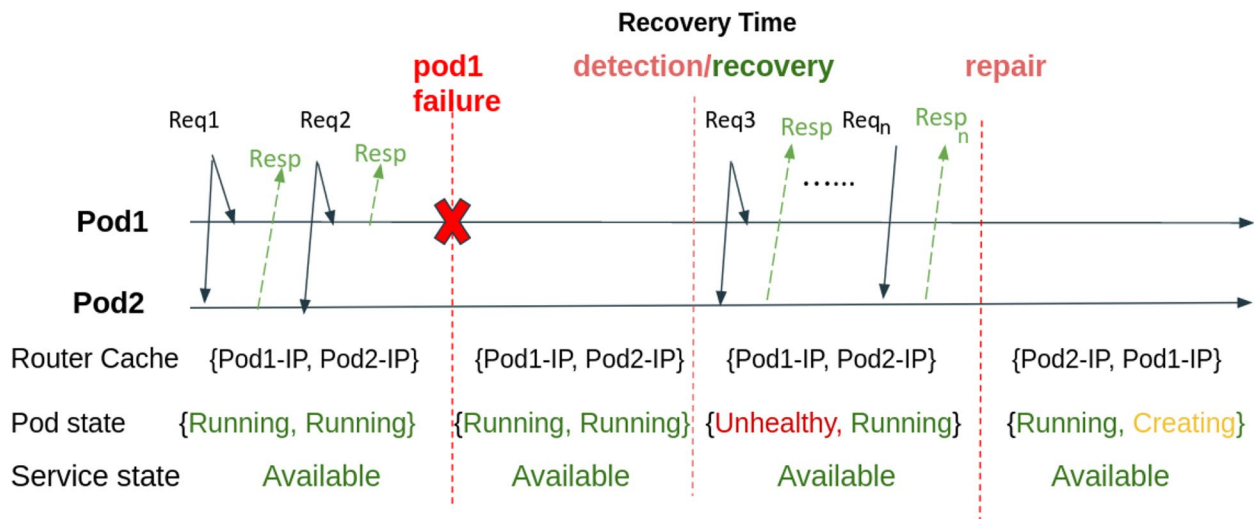 Recovery Time
pod1
failure
detection/recovery
repair
Req1
Resp
Req2
Resp
Req3
Resp
.......
Reqn
Resp
n
Pod1
Pod2
Router Cache {Pod1-IP, Pod2-IP} {Pod1-IP, Pod2-IP} {Pod1-IP, Pod2-IP} {Pod2-IP, Pod1-IP}
Pod state {Running, Running} {Running, Running} {Unhealthy, Running} {Running, Creating}
Service state Available Available Available Available